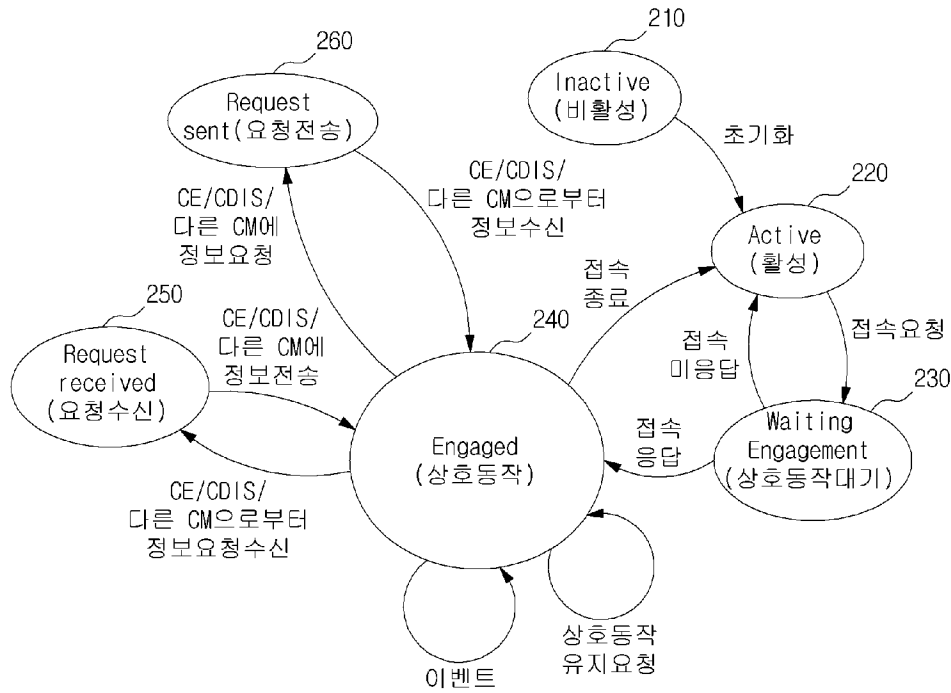 260
Request
sent(요청전송)
210
Inactive
(비활성)
초기화
220
Active
(활성)
CE/CDIS/
다른 CM에
정보요청
CE/CDIS/
다른 CM으로부터
정보수신
접속
종료
250
Request
received
(요청수신)
CE/CDIS/
다른 CM에
정보전송
240
Engaged
(상호동작)
접속
미응답
접속요청
230
Waiting
Engagement
(상호동작대기)
접속
응답
CE/CDIS/
다른 CM으로부터
정보요청수신
이벤트
상호동작
유지요청